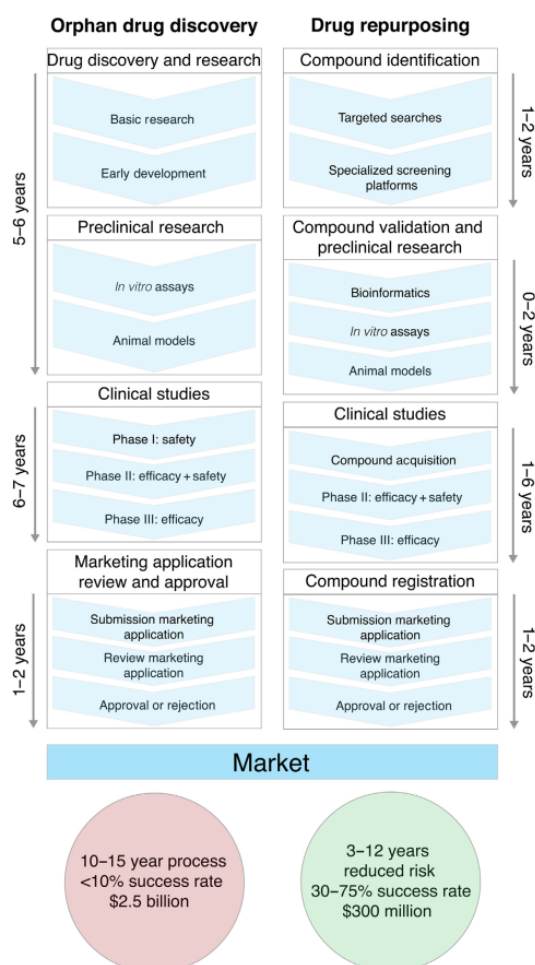 Orphan drug discovery
Drug discovery and research
Basic research
Early development
Preclinical research
In vitro assays
Animal models
5–6 years
Clinical studies
Phase I: safety
Phase II: efficacy + safety
Phase III: efficacy
6–7 years
Marketing application
review and approval
Submission marketing
application
Review marketing
application
Approval or rejection
1–2 years
Drug repurposing
Compound identification
Targeted searches
Specialized screening
platforms
1–2 years
Compound validation and
preclinical research
Bioinformatics
In vitro assays
Animal models
0–2 years
Clinical studies
Compound acquisition
Phase II: efficacy + safety
Phase III: efficacy
1–6 years
Compound registration
Submission marketing
application
Review marketing
application
Approval or rejection
1–2 years
Market
10–15 year process
<10% success rate
$2.5 billion
3–12 years
reduced risk
30–75% success rate
$300 million